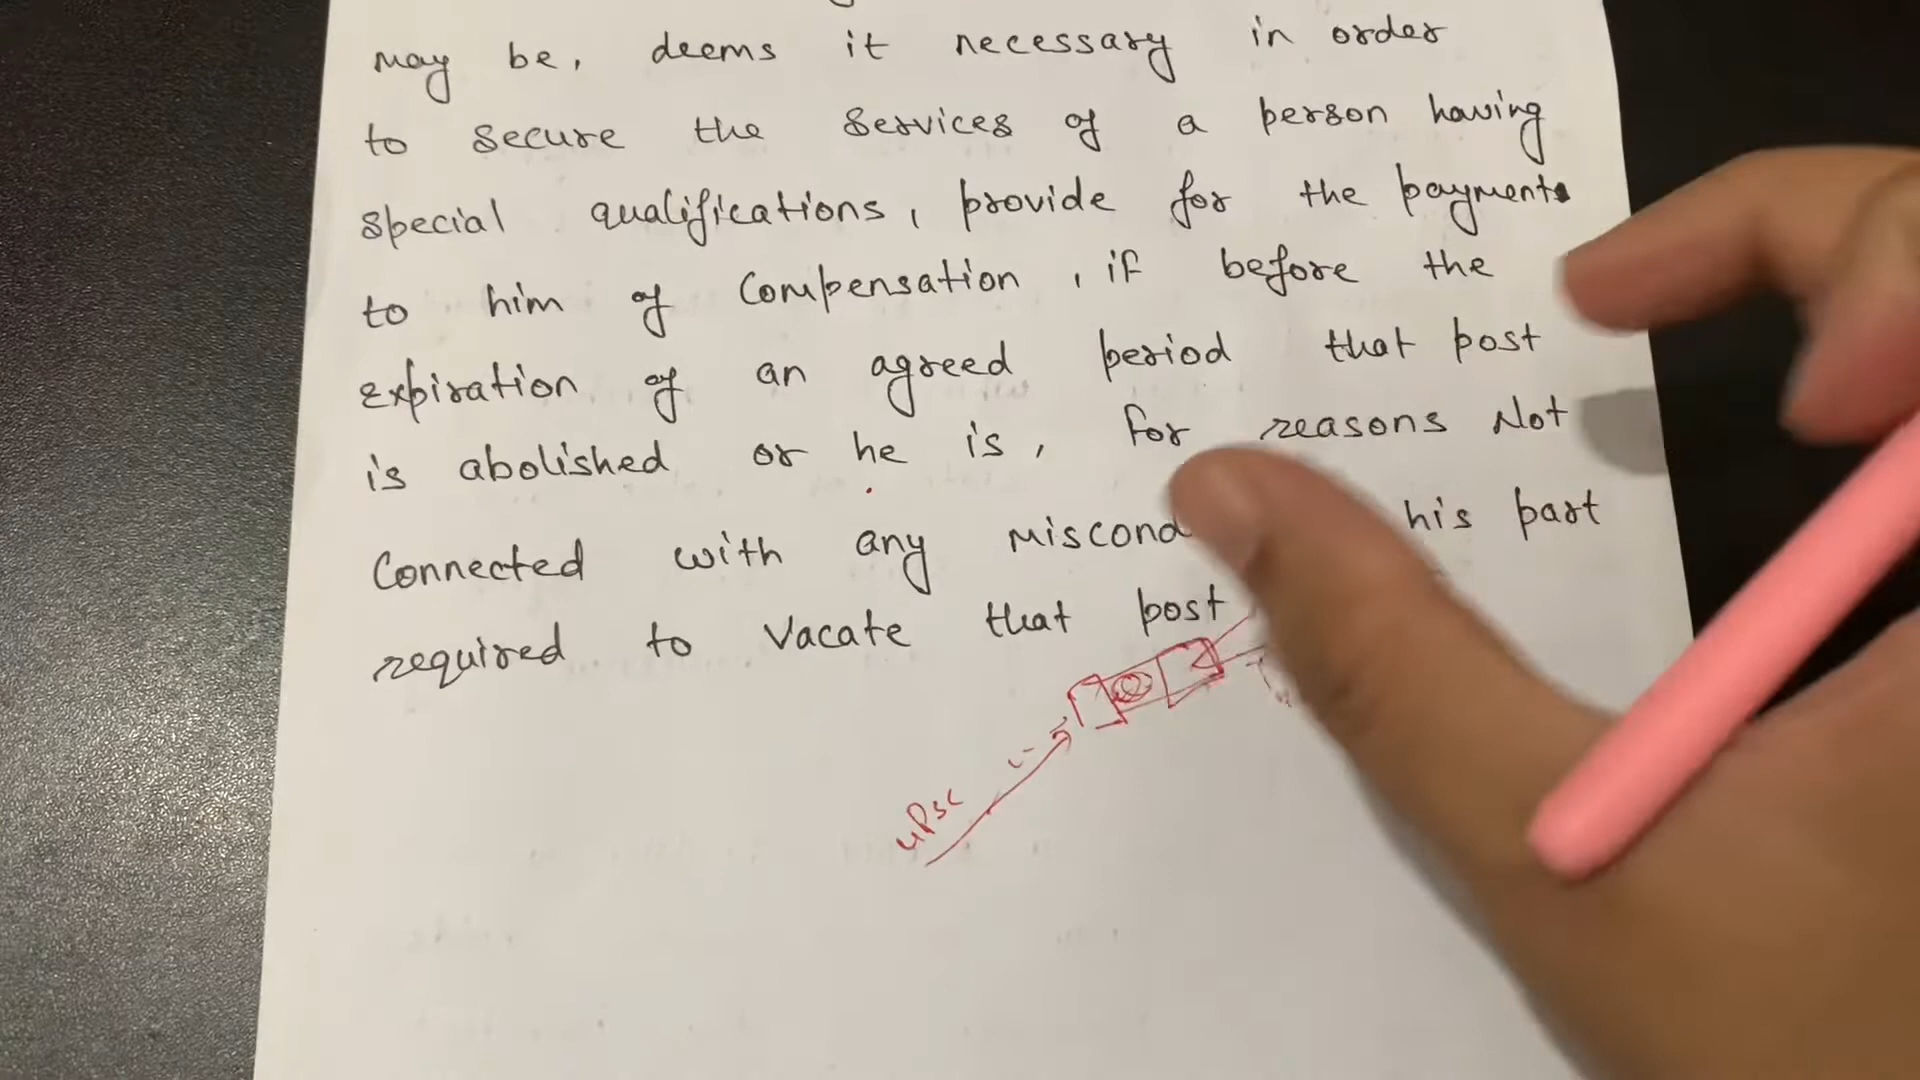 may be, deems it necessary in order
to secure the services of a person having
special qualifications, provide for the payments
to him of compensation, if before the
expiration of an agreed period that post
is abolished or he is, for reasons Not
connected with any miscond his part
required to vacate that post
UPSC